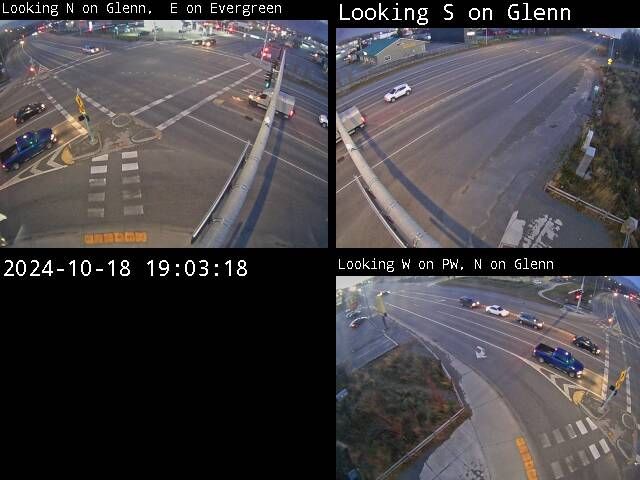 Looking N on Glenn,  E on Evergreen
Looking S on Glenn
2024-10-18 19:03:18
Looking W on PW, N on Glenn